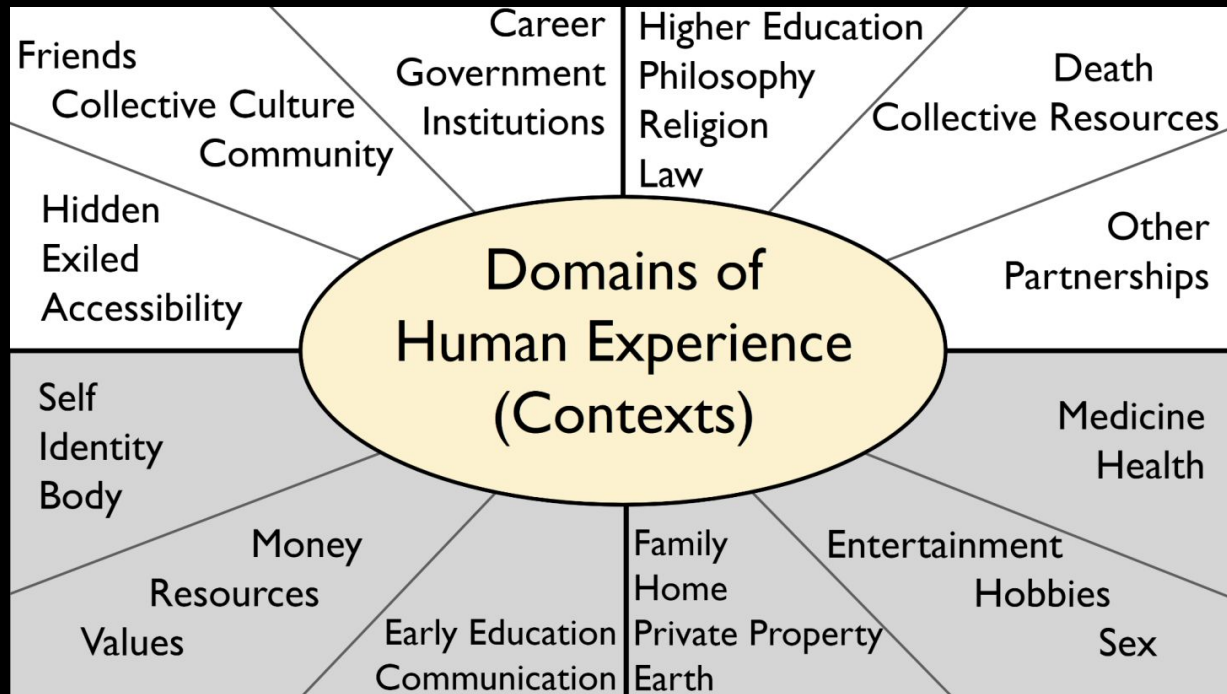 Friends
Collective Culture
Community
Career
Government
Institutions
Higher Education
Philosophy
Religion
Law
Death
Collective Resources
Hidden
Exiled
Accessibility
Other
Partnerships
Domains of
Human Experience
(Contexts)
Self
Identity
Body
Medicine
Health
Money
Resources
Values
Early Education
Communication
Family
Home
Private Property
Earth
Entertainment
Hobbies
Sex